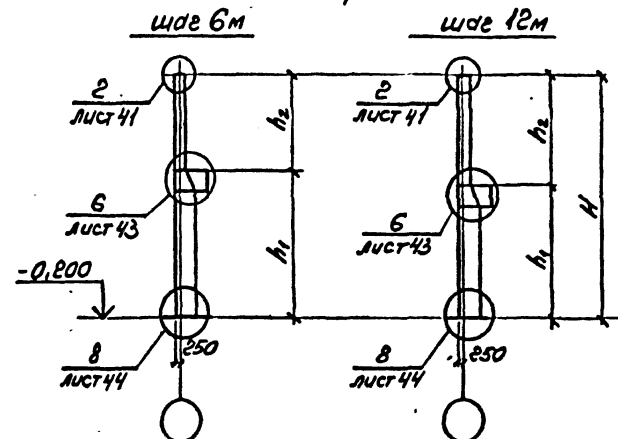 шаг 6м
шаг 12м
2
лист 41
2
лист 41
h₂
h₂
H
6
лист 43
6
лист 43
h₁
h₁
-0,200
250
250
8
лист 44
8
лист 44